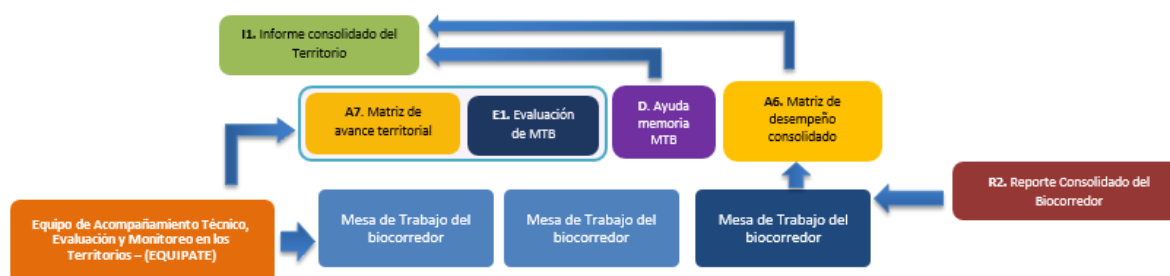 I1. Informe consolidado del
Territorio
A7. Matriz de
avance territorial
E1. Evaluación
de MTB
D. Ayuda
memoria
MTB
A6. Matriz de
desempeño
consolidado
R2. Reporte Consolidado del
Biocorredor
Equipo de Acompañamiento Técnico,
Evaluación y Monitoreo en los
Territorios – (EQUIPATE)
Mesa de Trabajo del
biocorredor
Mesa de Trabajo del
biocorredor
Mesa de Trabajo del
biocorredor